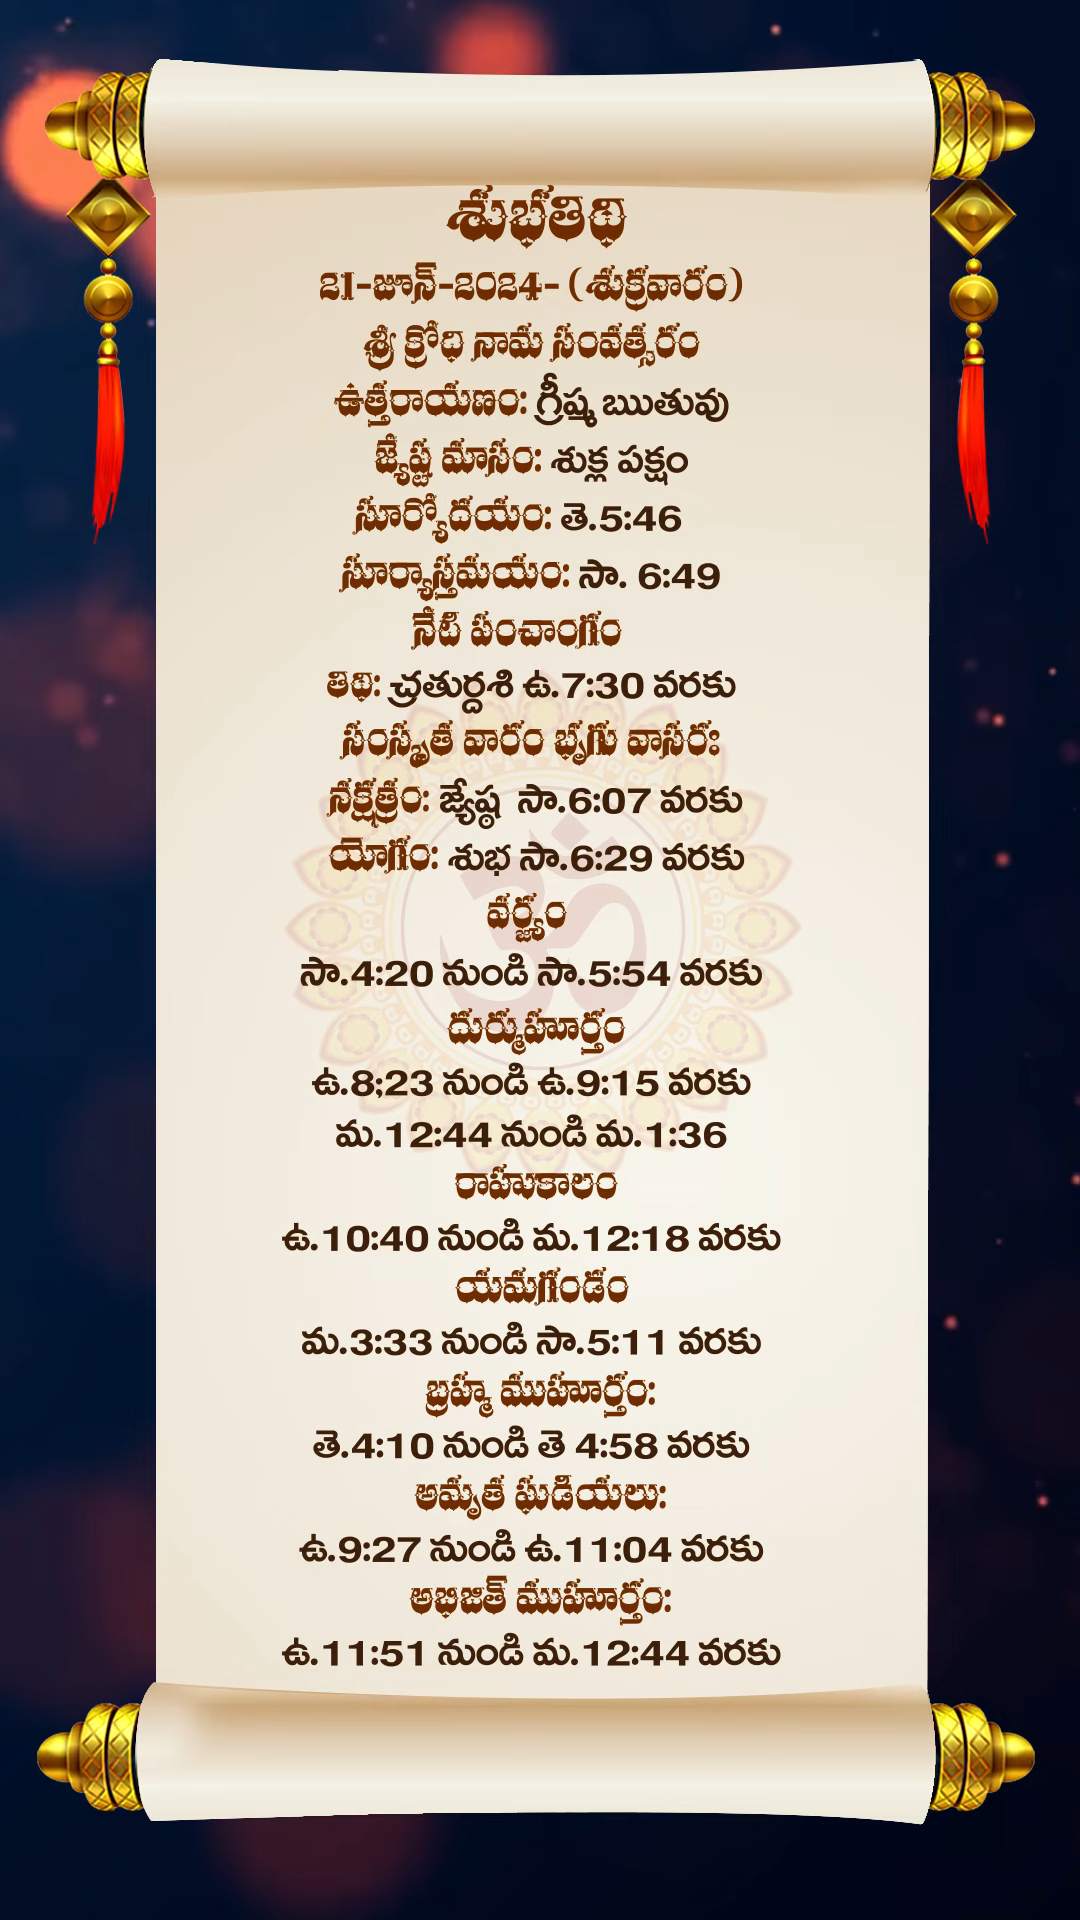 శుభతిథి
21-జూన్-2024- (శుక్రవారం)
శ్రీ క్రోధి నామ సంవత్సరం
ఉత్తరాయణం: గ్రీష్మ ఋతువు
జ్యేష్ట మాసం: శుక్ల పక్షం
సూర్యోదయం: తె.5:46
సూర్యాస్తమయం: సా. 6:49
నేటి పంచాంగం
తిథి: చ్రతుర్దశి ఉ.7:30 వరకు
సంస్కృత వారం భృగు వాసరః
నక్షత్రం: జ్యేష్ఠ సా.6:07 వరకు
యోగం: శుభ సా.6:29 వరకు
వర్జ్యం
సా.4:20 నుండి సా.5:54 వరకు
దుర్ముహూర్తం
ఉ.8;23 నుండి ఉ.9:15 వరకు
మ.12:44 నుండి మ.1:36
రాహుకాలం
ఉ.10:40 నుండి మ.12:18 వరకు
యమగండం
మ.3:33 నుండి సా.5:11 వరకు
బ్రహ్మ ముహూర్తం:
తె.4:10 నుండి తె 4:58 వరకు
అమృత ఘడియలు:
ఉ.9:27 నుండి ఉ.11:04 వరకు
అభిజిత్ ముహూర్తం:
ఉ.11:51 నుండి మ.12:44 వరకు